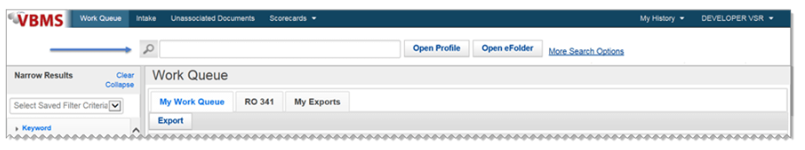 VBMS Work Queue Intake Unassociated Documents Scorecards My History DEVELOPER VSR
Open Profile Open eFolder More Search Options
Narrow Results Clear
Collapse
Work Queue
Select Saved Filter Criteria
My Work Queue RO 341 My Exports
Keyword
Export